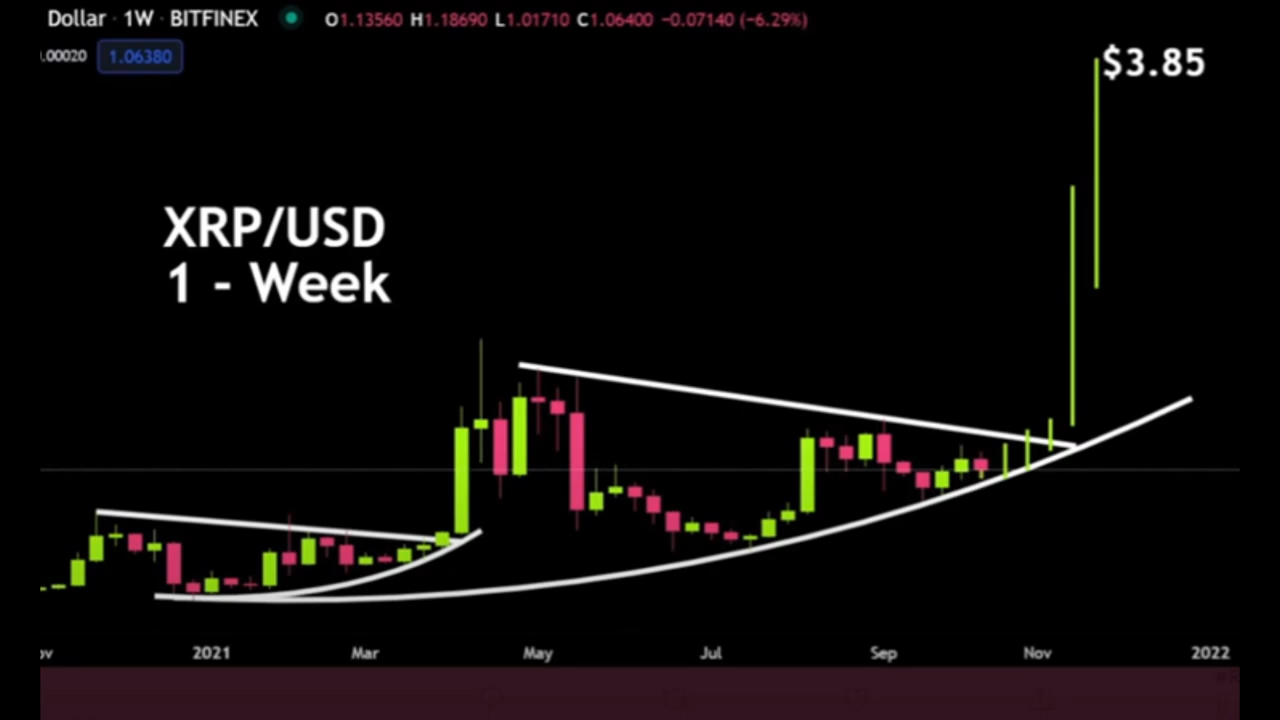 Dollar · 1W · BITFINEX O1.13560 H1.18690 L1.01710 C1.06400 −0.07140 (−6.29%)
.00020 1.06380
$3.85
XRP/USD
1 - Week
2021 Mar May Jul Sep Nov 2022